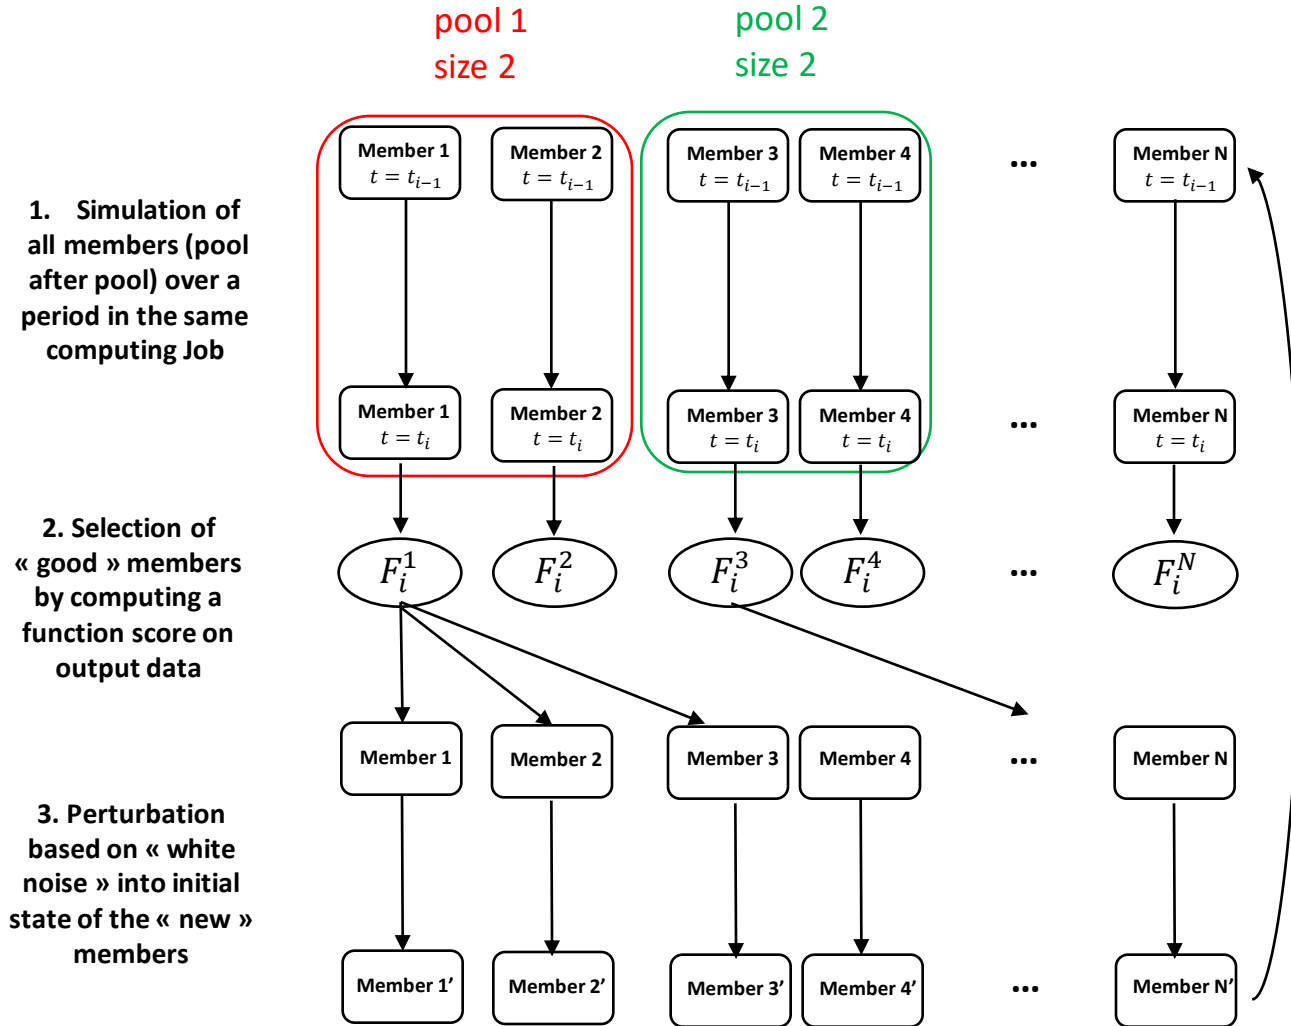 pool 1
size 2
pool 2
size 2
Member 1
t = t_{i−1}
Member 2
t = t_{i−1}
Member 3
t = t_{i−1}
Member 4
t = t_{i−1}
...
Member N
t = t_{i−1}
1. Simulation of
all members (pool
after pool) over a
period in the same
computing Job
Member 1
t = t_i
Member 2
t = t_i
Member 3
t = t_i
Member 4
t = t_i
...
Member N
t = t_i
2. Selection of
« good » members
by computing a
function score on
output data
F_i^1
F_i^2
F_i^3
F_i^4
...
F_i^N
Member 1
Member 2
Member 3
Member 4
...
Member N
3. Perturbation
based on « white
noise » into initial
state of the « new »
members
Member 1’
Member 2’
Member 3’
Member 4’
...
Member N’